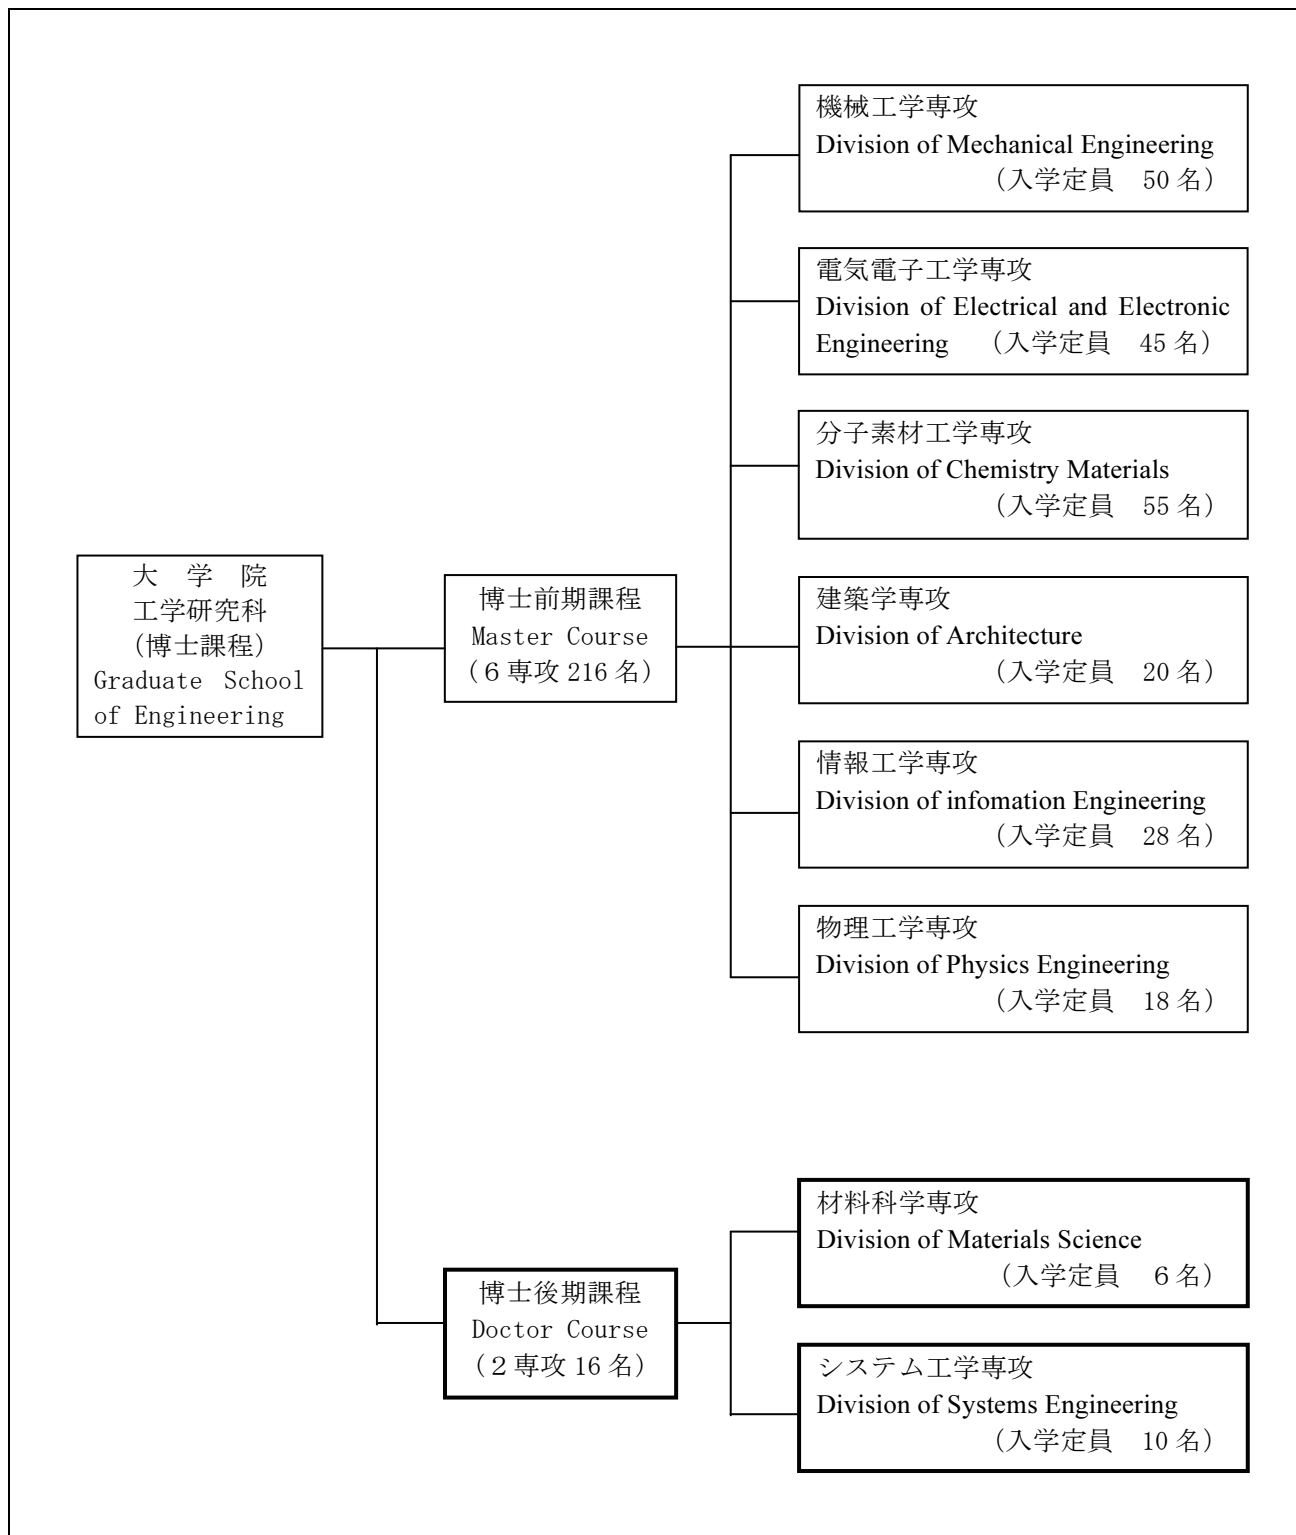 大　学　院
工学研究科
（博士課程）
Graduate School
of Engineering
博士前期課程
Master Course
（６専攻 216 名）
機械工学専攻
Division of Mechanical Engineering
（入学定員　50 名）
電気電子工学専攻
Division of Electrical and Electronic
Engineering　（入学定員　45 名）
分子素材工学専攻
Division of Chemistry Materials
（入学定員　55 名）
建築学専攻
Division of Architecture
（入学定員　20 名）
情報工学専攻
Division of infomation Engineering
（入学定員　28 名）
物理工学専攻
Division of Physics Engineering
（入学定員　18 名）
博士後期課程
Doctor Course
（２専攻 16 名）
材料科学専攻
Division of Materials Science
（入学定員　６名）
システム工学専攻
Division of Systems Engineering
（入学定員　10 名）